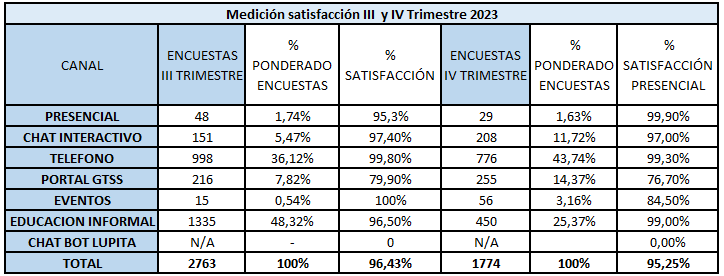 Medición satisfacción III y IV Trimestre 2023
CANAL ENCUESTAS III TRIMESTRE % PONDERADO ENCUESTAS % SATISFACCIÓN ENCUESTAS IV TRIMESTRE % PONDERADO ENCUESTAS % SATISFACCIÓN PRESENCIAL
PRESENCIAL 48 1,74% 95,3% 29 1,63% 99,90%
CHAT INTERACTIVO 151 5,47% 97,40% 208 11,72% 97,00%
TELEFONO 998 36,12% 99,80% 776 43,74% 99,30%
PORTAL GTSS 216 7,82% 79,90% 255 14,37% 76,70%
EVENTOS 15 0,54% 100% 56 3,16% 84,50%
EDUCACION INFORMAL 1335 48,32% 96,50% 450 25,37% 99,00%
CHAT BOT LUPITA N/A - 0 N/A 0,00%
TOTAL 2763 100% 96,43% 1774 100% 95,25%